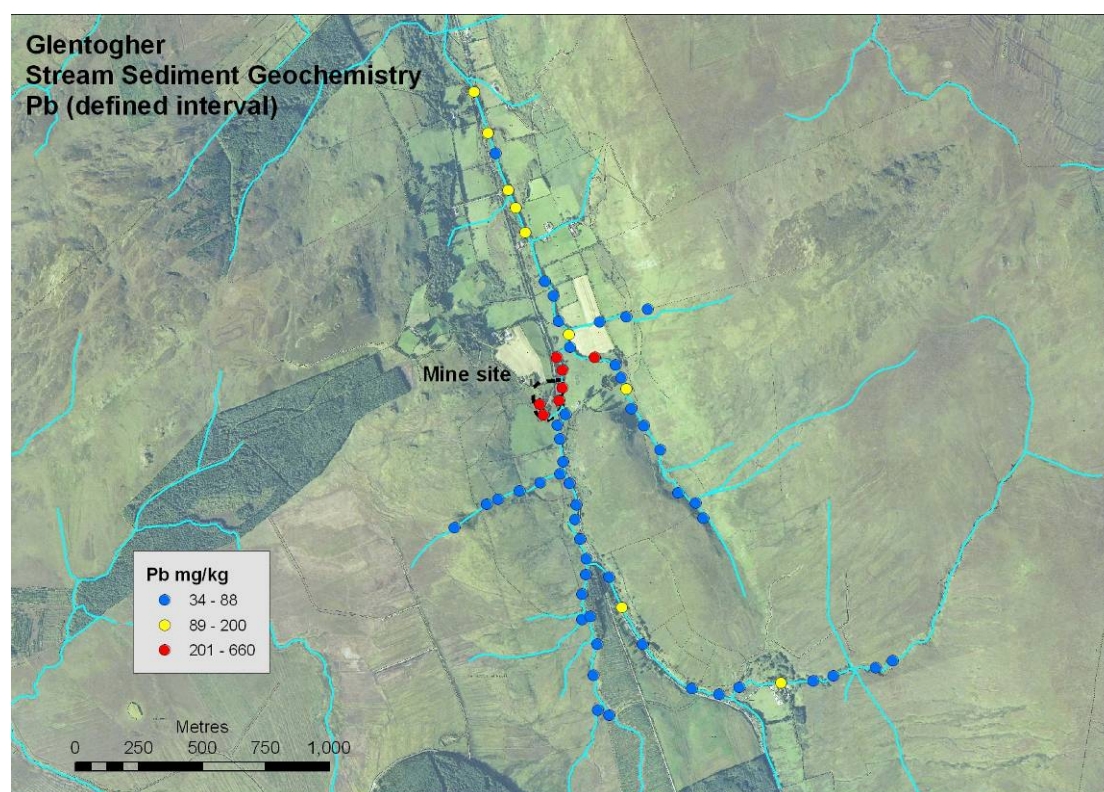 Glentogher
Stream Sediment Geochemistry
Pb (defined interval)
Mine site
Pb mg/kg
34 - 88
89 - 200
201 - 660
Metres
0 250 500 750 1,000